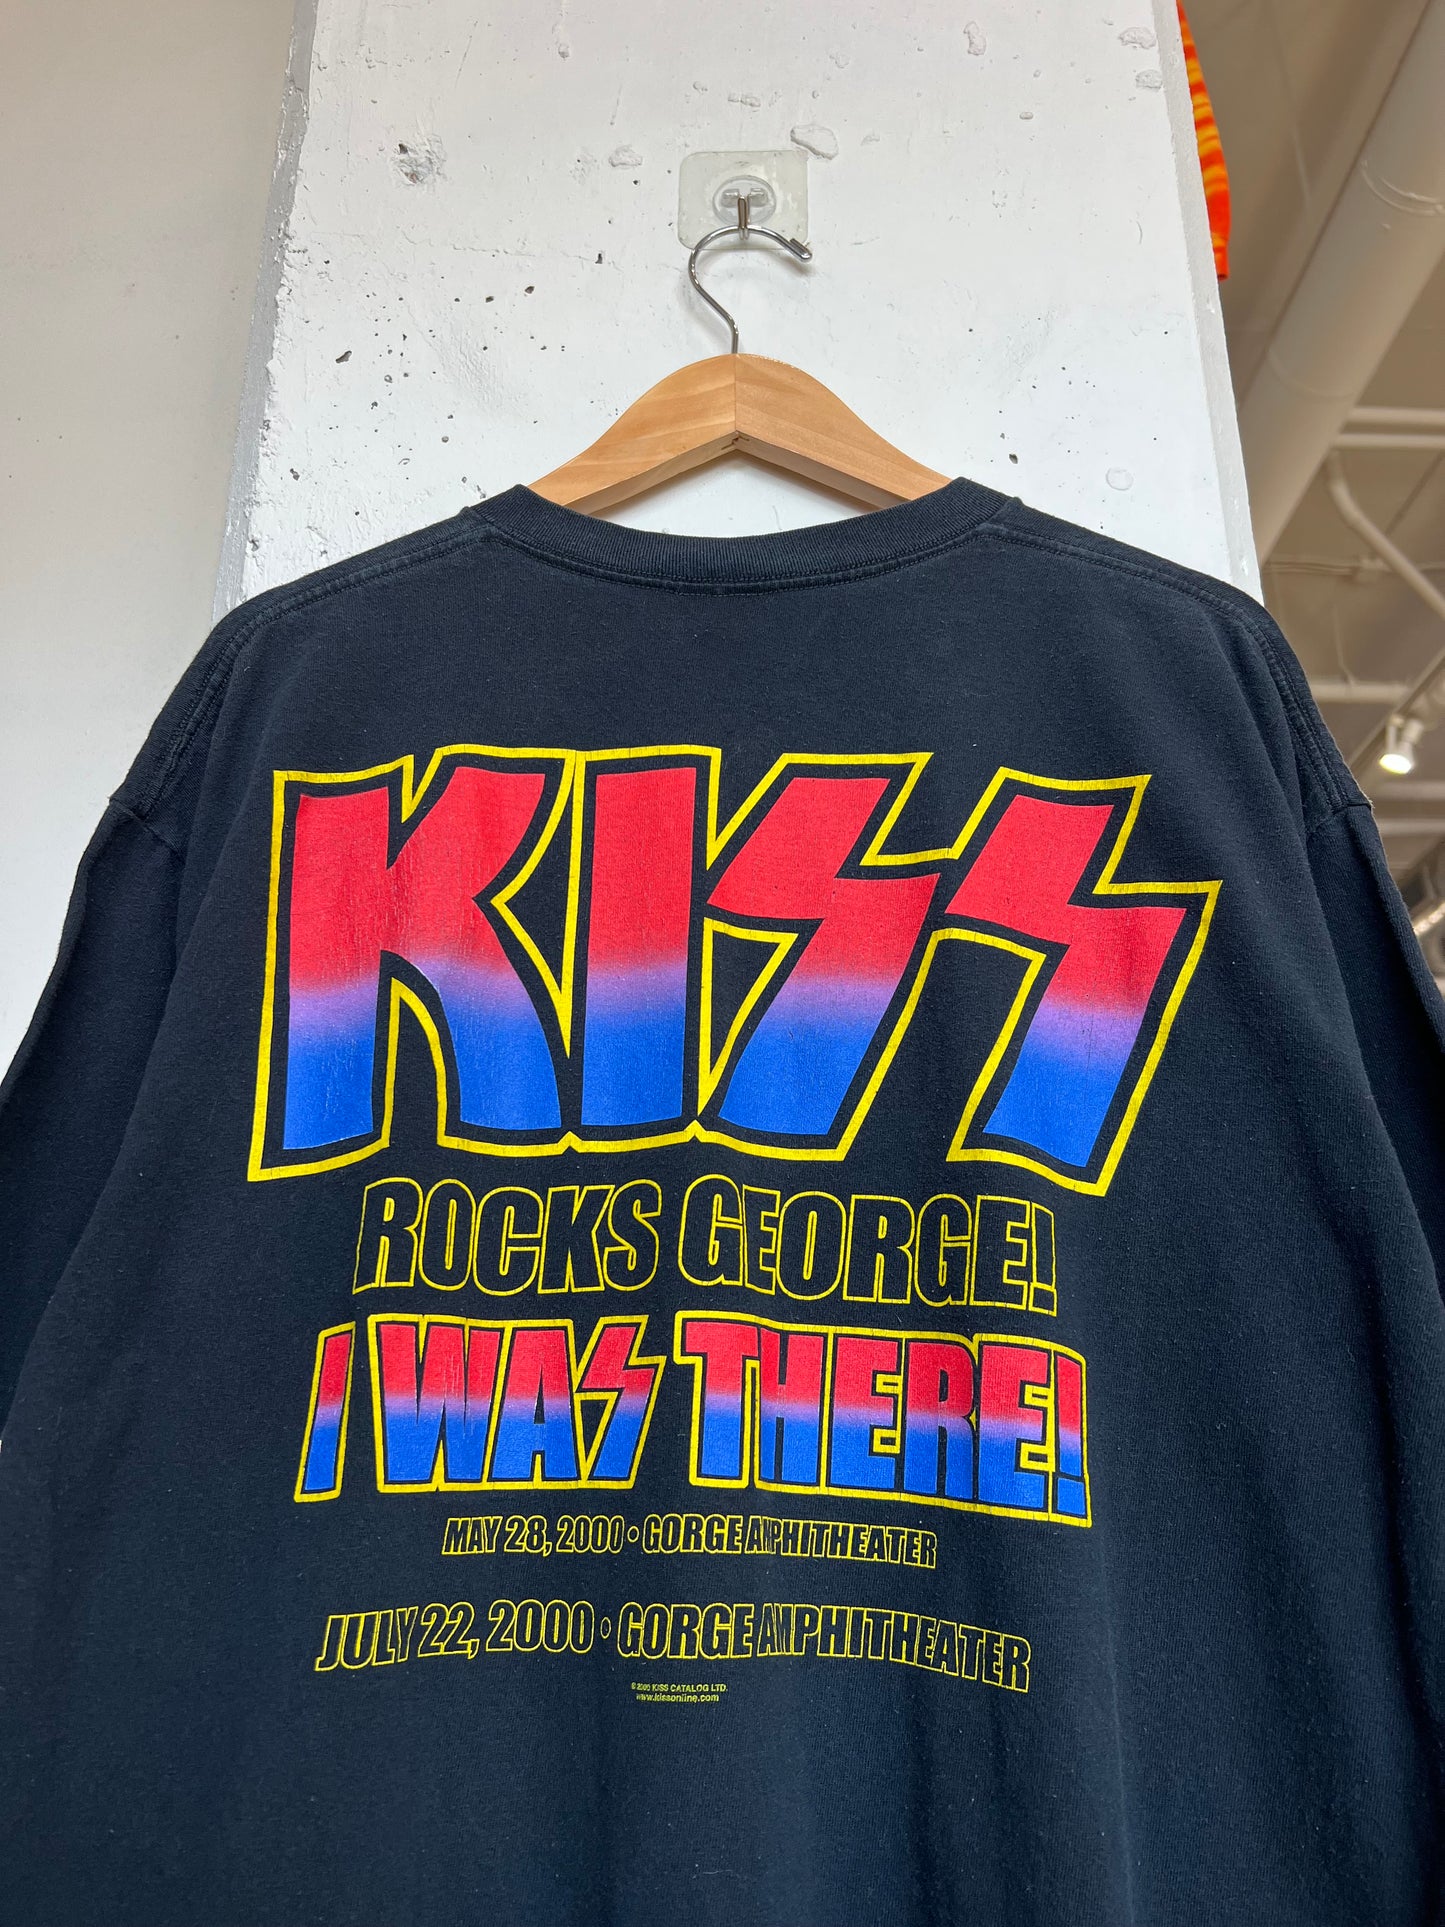 KISS
ROCKS GEORGE!
I WAS THERE!
MAY 28, 2000 • GORGE AMPHITHEATER
JULY 22, 2000 • GORGE AMPHITHEATER
© 2000 KISS CATALOG LTD.
www.kissonline.com